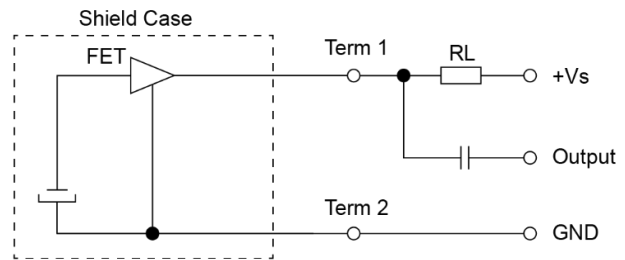 Shield Case
FET
Term 1
RL
+Vs
Output
Term 2
GND